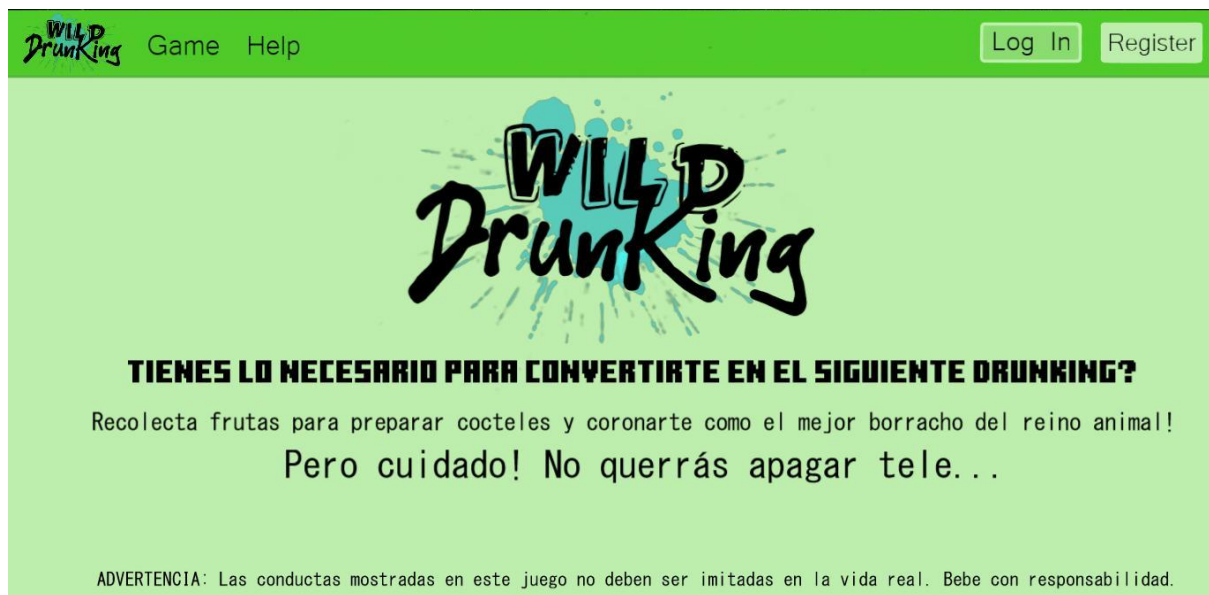 WILD
DrunKing
Game
Help
Log In
Register
WILD
DrunKing
TIENES LO NECESARIO PARA CONVERTIRTE EN EL SIGUIENTE DRUNKING?
Recolecta frutas para preparar cocteles y coronarte como el mejor borracho del reino animal!
Pero cuidado! No querrás apagar tele...
ADVERTENCIA: Las conductas mostradas en este juego no deben ser imitadas en la vida real. Bebe con responsabilidad.